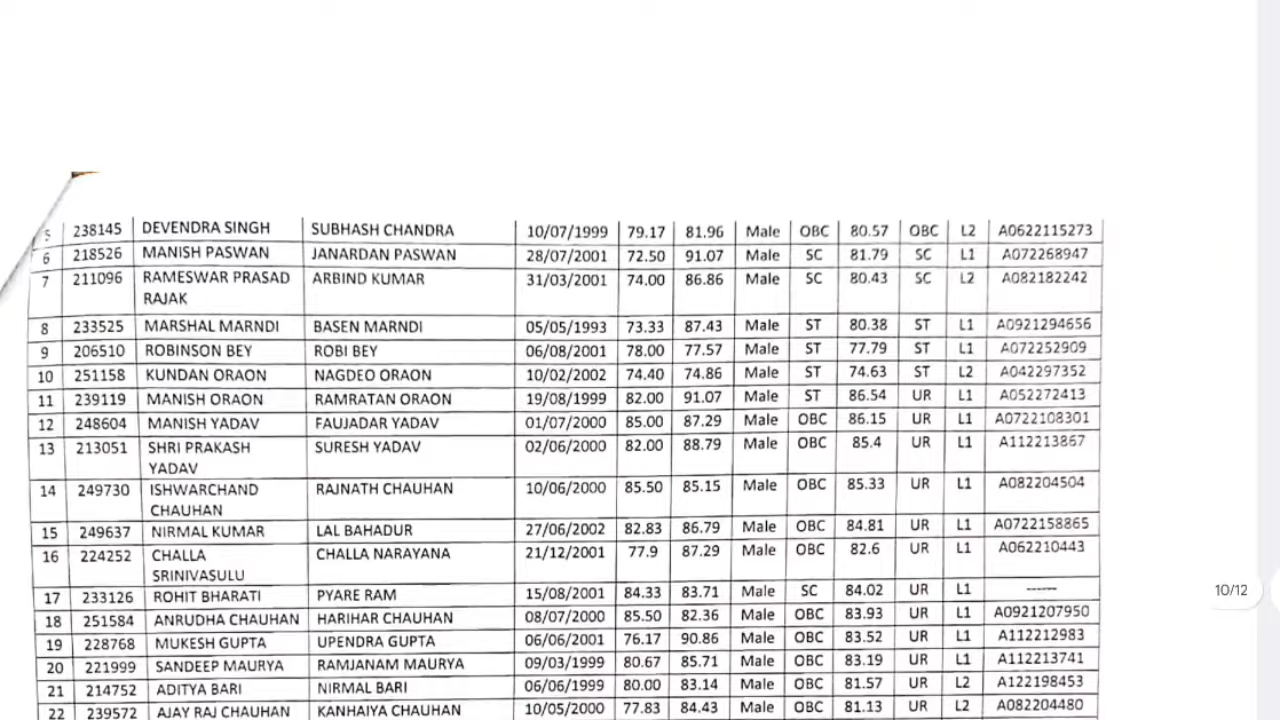 5 238145 DEVENDRA SINGH SUBHASH CHANDRA 10/07/1999 79.17 81.96 Male OBC 80.57 OBC L2 A0622115273
6 218526 MANISH PASWAN JANARDAN PASWAN 28/07/2001 72.50 91.07 Male SC 81.79 SC L1 A072268947
7 211096 RAMESWAR PRASAD ARBIND KUMAR 31/03/2001 74.00 86.86 Male SC 80.43 SC L2 A082182242
RAJAK
8 233525 MARSHAL MARNDI BASEN MARNDI 05/05/1993 73.33 87.43 Male ST 80.38 ST L1 A0921294656
9 206510 ROBINSON BEY ROBI BEY 06/08/2001 78.00 77.57 Male ST 77.79 ST L1 A072252909
10 251158 KUNDAN ORAON NAGDEO ORAON 10/02/2002 74.40 74.86 Male ST 74.63 ST L2 A042297352
11 239119 MANISH ORAON RAMRATAN ORAON 19/08/1999 82.00 91.07 Male ST 86.54 UR L1 A052272413
12 248604 MANISH YADAV FAUJADAR YADAV 01/07/2000 85.00 87.29 Male OBC 86.15 UR L1 A0722108301
13 213051 SHRI PRAKASH SURESH YADAV 02/06/2000 82.00 88.79 Male OBC 85.4 UR L1 A112213867
YADAV
14 249730 ISHWARCHAND RAJNATH CHAUHAN 10/06/2000 85.50 85.15 Male OBC 85.33 UR L1 A082204504
CHAUHAN
15 249637 NIRMAL KUMAR LAL BAHADUR 27/06/2002 82.83 86.79 Male OBC 84.81 UR L1 A0722158865
16 224252 CHALLA CHALLA NARAYANA 21/12/2001 77.9 87.29 Male OBC 82.6 UR L1 A062210443
SRINIVASULU
17 233126 ROHIT BHARATI PYARE RAM 15/08/2001 84.33 83.71 Male SC 84.02 UR L1 ------
18 251584 ANRUDHA CHAUHAN HARIHAR CHAUHAN 08/07/2000 85.50 82.36 Male OBC 83.93 UR L1 A0921207950
19 228768 MUKESH GUPTA UPENDRA GUPTA 06/06/2001 76.17 90.86 Male OBC 83.52 UR L1 A112212983
20 221999 SANDEEP MAURYA RAMJANAM MAURYA 09/03/1999 80.67 85.71 Male OBC 83.19 UR L1 A112213741
21 214752 ADITYA BARI NIRMAL BARI 06/06/1999 80.00 83.14 Male OBC 81.57 UR L2 A122198453
22 239572 AJAY RAJ CHAUHAN KANHAIYA CHAUHAN 10/05/2000 77.83 84.43 Male OBC 81.13 UR L2 A082204480
10/12